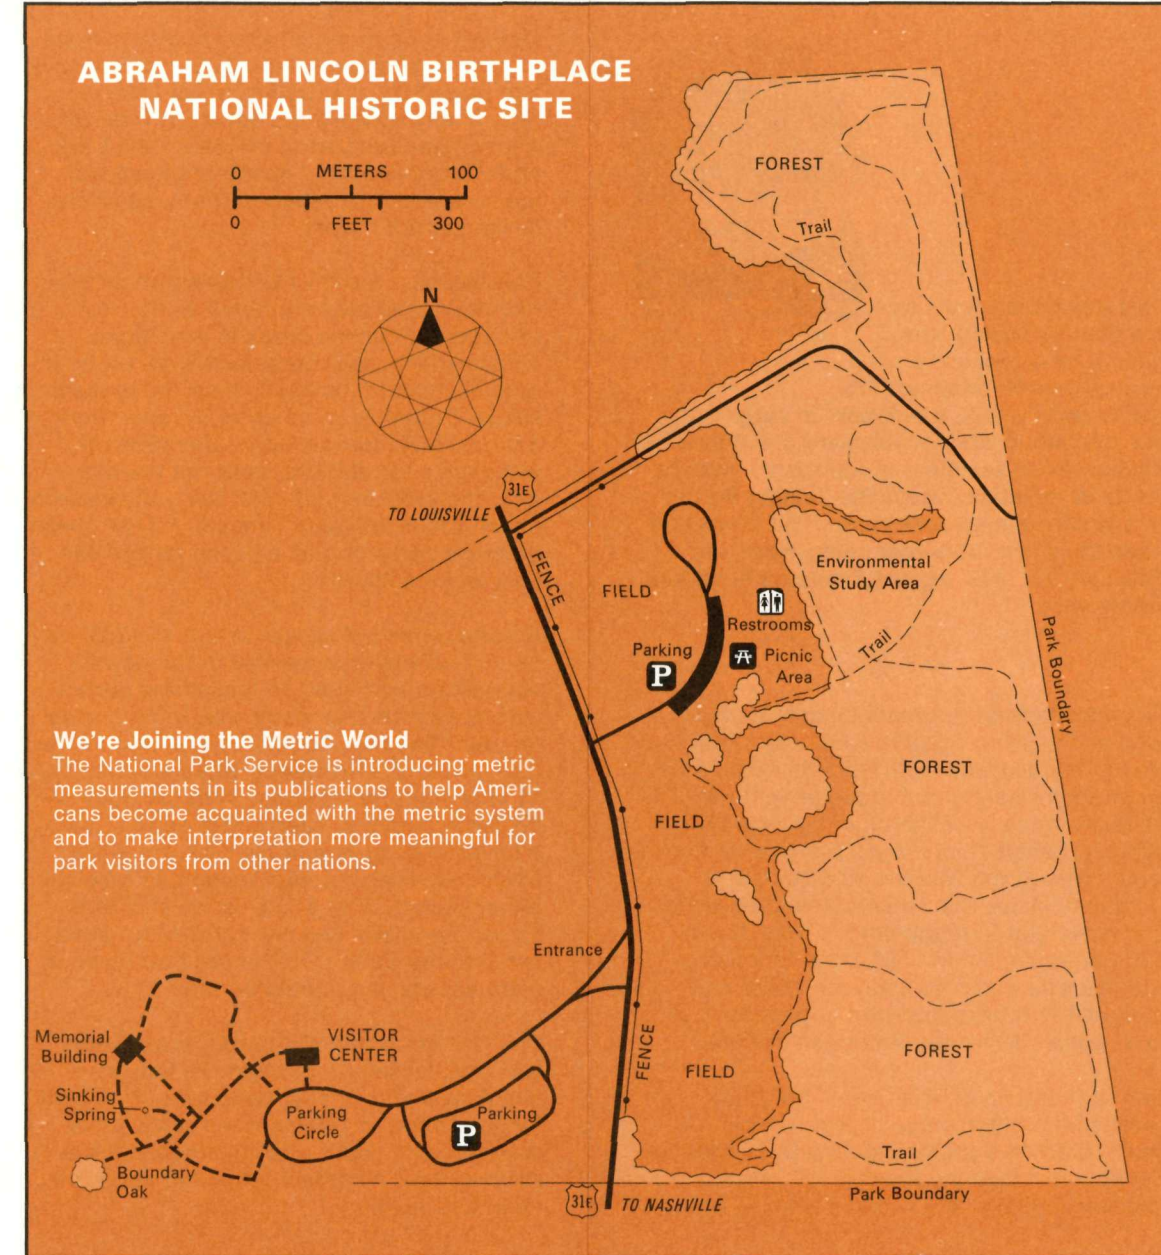 ABRAHAM LINCOLN BIRTHPLACE
NATIONAL HISTORIC SITE
0 METERS 100
0 FEET 300
N
FOREST
Trail
31E
TO LOUISVILLE
FENCE
FIELD
Environmental
Study Area
Restrooms
Parking
P
Picnic
Area
Trail
Park Boundary
We're Joining the Metric World
The National Park Service is introducing metric
measurements in its publications to help Ameri-
cans become acquainted with the metric system
and to make interpretation more meaningful for
park visitors from other nations.
FOREST
FIELD
Entrance
Memorial
Building
VISITOR
CENTER
Sinking
Spring
Parking
Circle
Parking
P
Boundary
Oak
FENCE
FIELD
FOREST
Trail
Park Boundary
31E
TO NASHVILLE